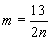 m = 13/2n